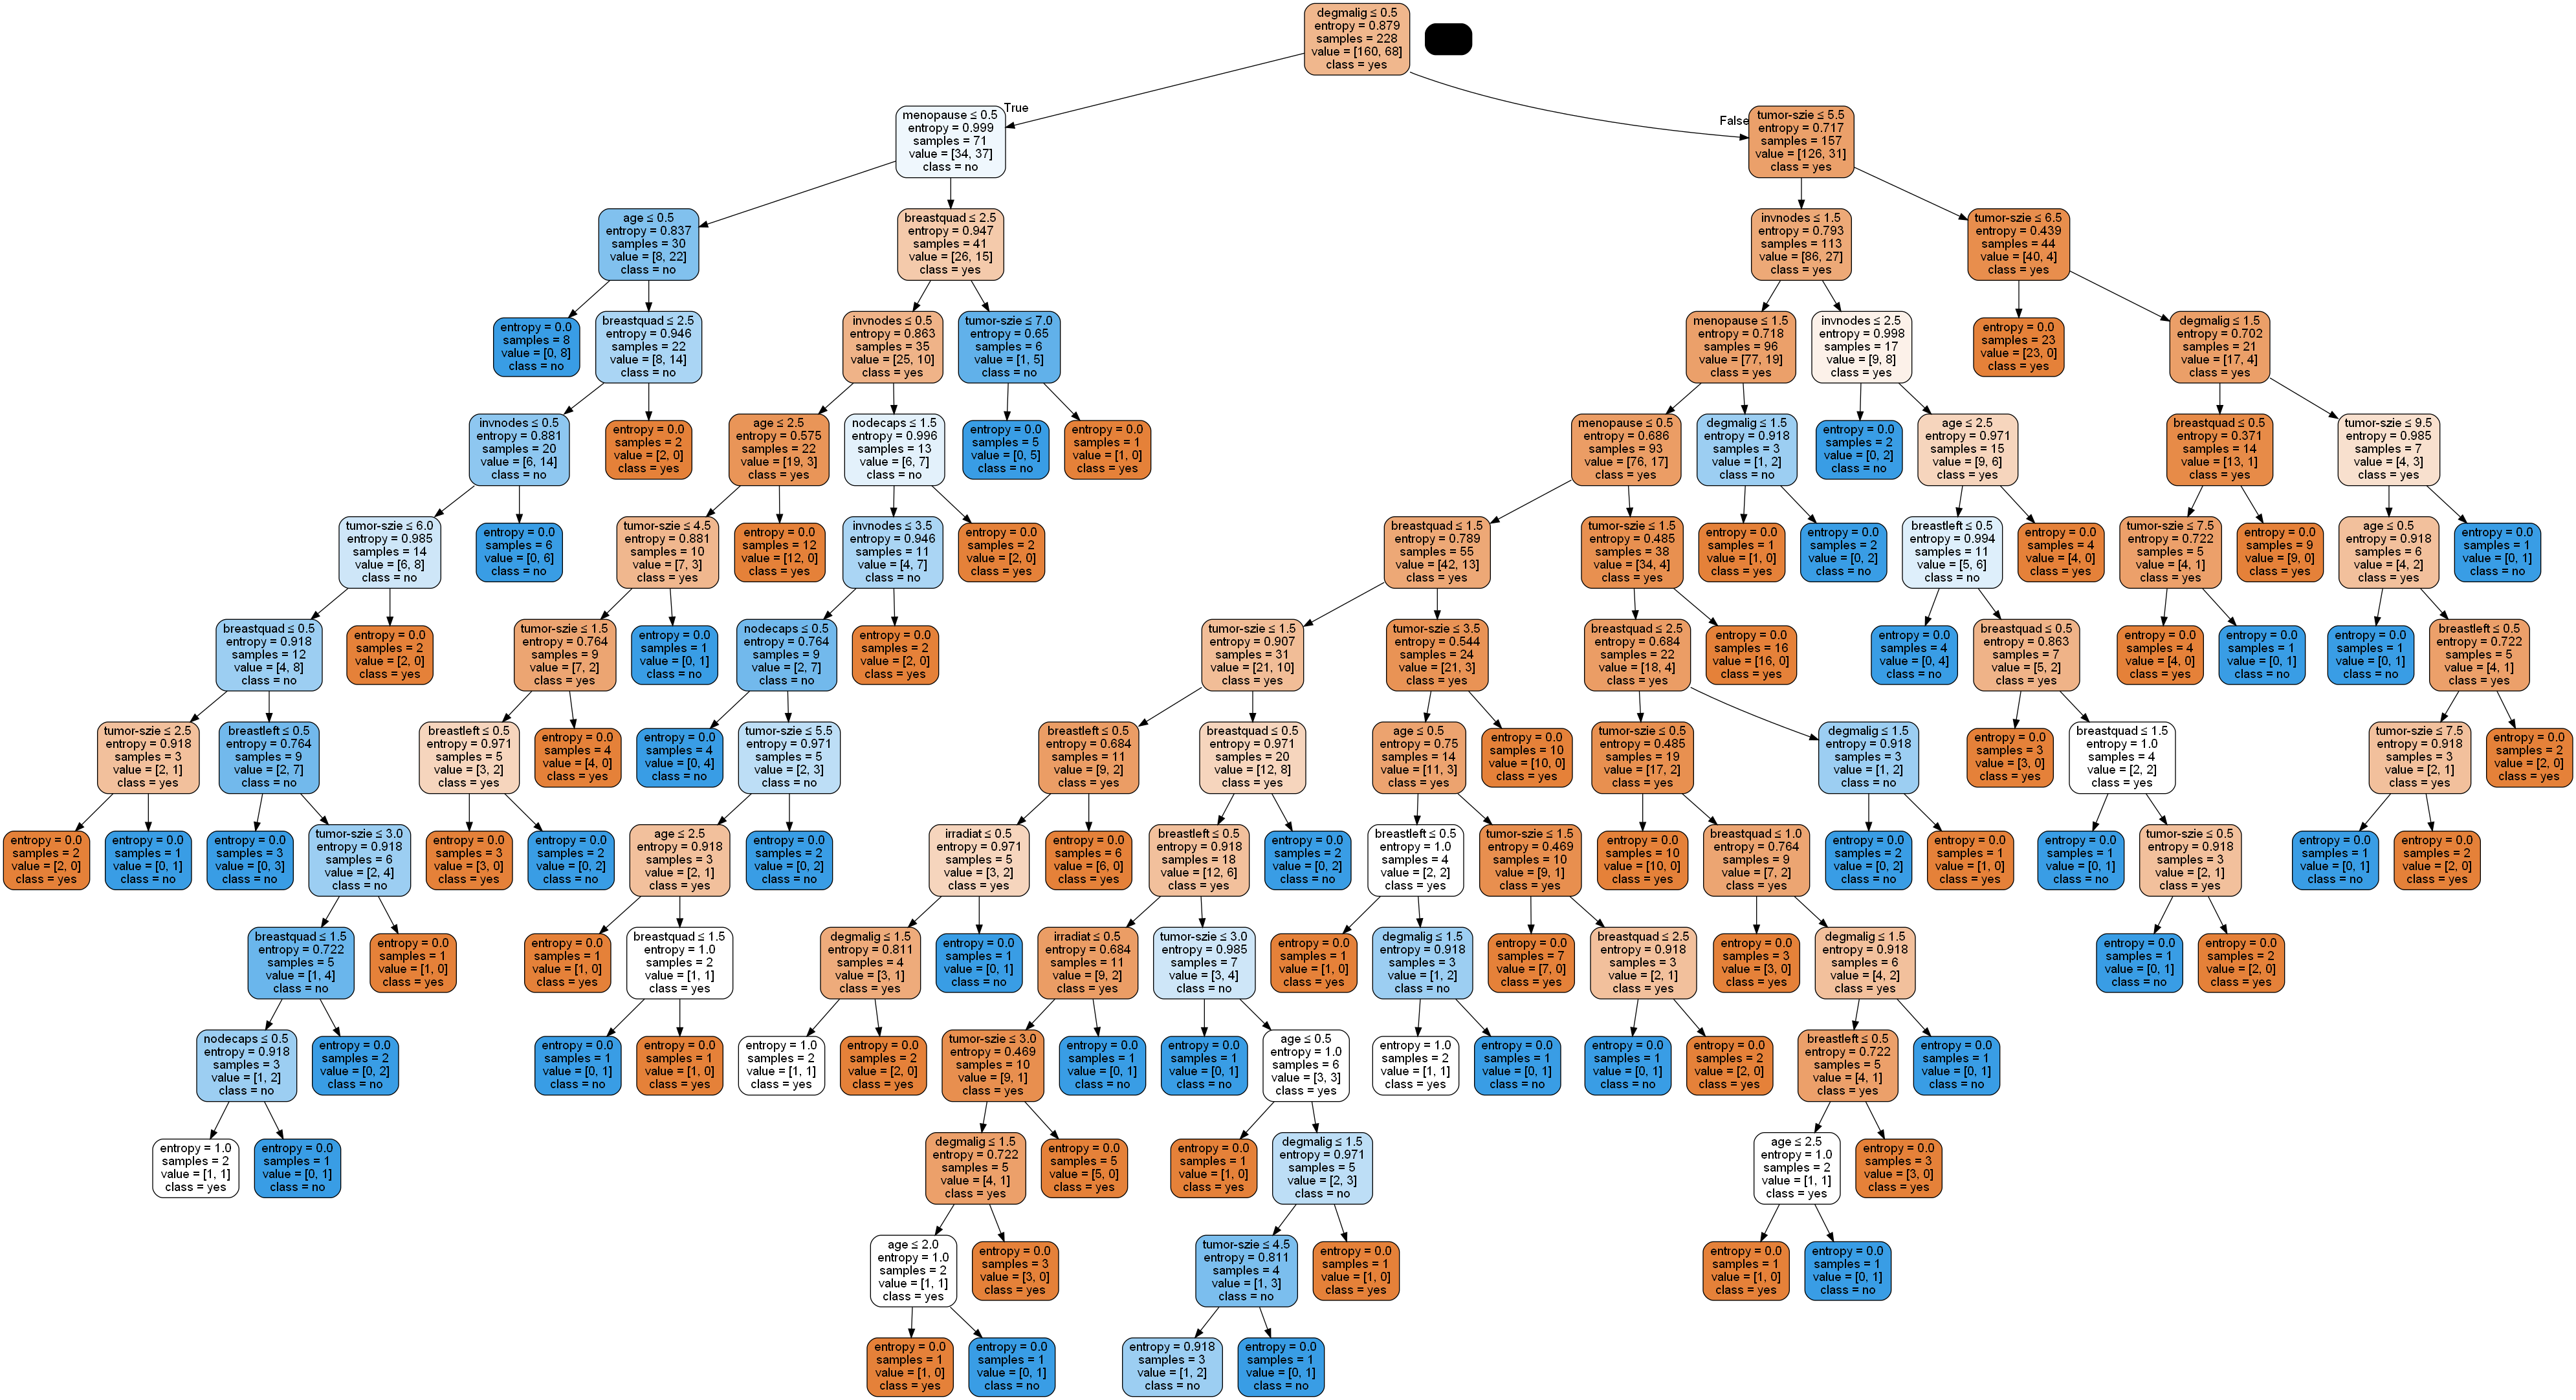 degmalig ≤ 0.5
entropy = 0.879
samples = 228
value = [160, 68]
class = yes
True
False
menopause ≤ 0.5
entropy = 0.999
samples = 71
value = [34, 37]
class = no
tumor-szie ≤ 5.5
entropy = 0.717
samples = 157
value = [126, 31]
class = yes
age ≤ 0.5
entropy = 0.837
samples = 30
value = [8, 22]
class = no
breastquad ≤ 2.5
entropy = 0.947
samples = 41
value = [26, 15]
class = yes
invnodes ≤ 1.5
entropy = 0.793
samples = 113
value = [86, 27]
class = yes
tumor-szie ≤ 6.5
entropy = 0.439
samples = 44
value = [40, 4]
class = yes
entropy = 0.0
samples = 8
value = [0, 8]
class = no
breastquad ≤ 2.5
entropy = 0.946
samples = 22
value = [8, 14]
class = no
invnodes ≤ 0.5
entropy = 0.863
samples = 35
value = [25, 10]
class = yes
tumor-szie ≤ 7.0
entropy = 0.65
samples = 6
value = [1, 5]
class = no
menopause ≤ 1.5
entropy = 0.718
samples = 96
value = [77, 19]
class = yes
invnodes ≤ 2.5
entropy = 0.998
samples = 17
value = [9, 8]
class = yes
entropy = 0.0
samples = 23
value = [23, 0]
class = yes
degmalig ≤ 1.5
entropy = 0.702
samples = 21
value = [17, 4]
class = yes
invnodes ≤ 0.5
entropy = 0.881
samples = 20
value = [6, 14]
class = no
entropy = 0.0
samples = 2
value = [2, 0]
class = yes
age ≤ 2.5
entropy = 0.575
samples = 22
value = [19, 3]
class = yes
nodecaps ≤ 1.5
entropy = 0.996
samples = 13
value = [6, 7]
class = no
entropy = 0.0
samples = 5
value = [0, 5]
class = no
entropy = 0.0
samples = 1
value = [1, 0]
class = yes
menopause ≤ 0.5
entropy = 0.686
samples = 93
value = [76, 17]
class = yes
degmalig ≤ 1.5
entropy = 0.918
samples = 3
value = [1, 2]
class = no
entropy = 0.0
samples = 2
value = [0, 2]
class = no
age ≤ 2.5
entropy = 0.971
samples = 15
value = [9, 6]
class = yes
breastquad ≤ 0.5
entropy = 0.371
samples = 14
value = [13, 1]
class = yes
tumor-szie ≤ 9.5
entropy = 0.985
samples = 7
value = [4, 3]
class = yes
tumor-szie ≤ 6.0
entropy = 0.985
samples = 14
value = [6, 8]
class = no
entropy = 0.0
samples = 6
value = [0, 6]
class = no
tumor-szie ≤ 4.5
entropy = 0.881
samples = 10
value = [7, 3]
class = yes
entropy = 0.0
samples = 12
value = [12, 0]
class = yes
invnodes ≤ 3.5
entropy = 0.946
samples = 11
value = [4, 7]
class = no
entropy = 0.0
samples = 2
value = [2, 0]
class = yes
breastquad ≤ 1.5
entropy = 0.789
samples = 55
value = [42, 13]
class = yes
tumor-szie ≤ 1.5
entropy = 0.485
samples = 38
value = [34, 4]
class = yes
entropy = 0.0
samples = 1
value = [1, 0]
class = yes
entropy = 0.0
samples = 2
value = [0, 2]
class = no
breastleft ≤ 0.5
entropy = 0.994
samples = 11
value = [5, 6]
class = no
entropy = 0.0
samples = 4
value = [4, 0]
class = yes
tumor-szie ≤ 7.5
entropy = 0.722
samples = 5
value = [4, 1]
class = yes
entropy = 0.0
samples = 9
value = [9, 0]
class = yes
age ≤ 0.5
entropy = 0.918
samples = 6
value = [4, 2]
class = yes
entropy = 0.0
samples = 1
value = [0, 1]
class = no
breastquad ≤ 0.5
entropy = 0.918
samples = 12
value = [4, 8]
class = no
entropy = 0.0
samples = 2
value = [2, 0]
class = yes
tumor-szie ≤ 1.5
entropy = 0.764
samples = 9
value = [7, 2]
class = yes
entropy = 0.0
samples = 1
value = [0, 1]
class = no
nodecaps ≤ 0.5
entropy = 0.764
samples = 9
value = [2, 7]
class = no
entropy = 0.0
samples = 2
value = [2, 0]
class = yes
tumor-szie ≤ 1.5
entropy = 0.907
samples = 31
value = [21, 10]
class = yes
tumor-szie ≤ 3.5
entropy = 0.544
samples = 24
value = [21, 3]
class = yes
breastquad ≤ 2.5
entropy = 0.684
samples = 22
value = [18, 4]
class = yes
entropy = 0.0
samples = 16
value = [16, 0]
class = yes
entropy = 0.0
samples = 4
value = [0, 4]
class = no
breastquad ≤ 0.5
entropy = 0.863
samples = 7
value = [5, 2]
class = yes
entropy = 0.0
samples = 4
value = [4, 0]
class = yes
entropy = 0.0
samples = 1
value = [0, 1]
class = no
entropy = 0.0
samples = 1
value = [0, 1]
class = no
breastleft ≤ 0.5
entropy = 0.722
samples = 5
value = [4, 1]
class = yes
tumor-szie ≤ 2.5
entropy = 0.918
samples = 3
value = [2, 1]
class = yes
breastleft ≤ 0.5
entropy = 0.764
samples = 9
value = [2, 7]
class = no
breastleft ≤ 0.5
entropy = 0.971
samples = 5
value = [3, 2]
class = yes
entropy = 0.0
samples = 4
value = [4, 0]
class = yes
entropy = 0.0
samples = 4
value = [0, 4]
class = no
tumor-szie ≤ 5.5
entropy = 0.971
samples = 5
value = [2, 3]
class = no
breastleft ≤ 0.5
entropy = 0.684
samples = 11
value = [9, 2]
class = yes
breastquad ≤ 0.5
entropy = 0.971
samples = 20
value = [12, 8]
class = yes
age ≤ 0.5
entropy = 0.75
samples = 14
value = [11, 3]
class = yes
entropy = 0.0
samples = 10
value = [10, 0]
class = yes
tumor-szie ≤ 0.5
entropy = 0.485
samples = 19
value = [17, 2]
class = yes
degmalig ≤ 1.5
entropy = 0.918
samples = 3
value = [1, 2]
class = no
entropy = 0.0
samples = 3
value = [3, 0]
class = yes
breastquad ≤ 1.5
entropy = 1.0
samples = 4
value = [2, 2]
class = yes
tumor-szie ≤ 7.5
entropy = 0.918
samples = 3
value = [2, 1]
class = yes
entropy = 0.0
samples = 2
value = [2, 0]
class = yes
entropy = 0.0
samples = 2
value = [2, 0]
class = yes
entropy = 0.0
samples = 1
value = [0, 1]
class = no
entropy = 0.0
samples = 3
value = [0, 3]
class = no
tumor-szie ≤ 3.0
entropy = 0.918
samples = 6
value = [2, 4]
class = no
entropy = 0.0
samples = 3
value = [3, 0]
class = yes
entropy = 0.0
samples = 2
value = [0, 2]
class = no
age ≤ 2.5
entropy = 0.918
samples = 3
value = [2, 1]
class = yes
entropy = 0.0
samples = 2
value = [0, 2]
class = no
irradiat ≤ 0.5
entropy = 0.971
samples = 5
value = [3, 2]
class = yes
entropy = 0.0
samples = 6
value = [6, 0]
class = yes
breastleft ≤ 0.5
entropy = 0.918
samples = 18
value = [12, 6]
class = yes
entropy = 0.0
samples = 2
value = [0, 2]
class = no
breastleft ≤ 0.5
entropy = 1.0
samples = 4
value = [2, 2]
class = yes
tumor-szie ≤ 1.5
entropy = 0.469
samples = 10
value = [9, 1]
class = yes
entropy = 0.0
samples = 10
value = [10, 0]
class = yes
breastquad ≤ 1.0
entropy = 0.764
samples = 9
value = [7, 2]
class = yes
entropy = 0.0
samples = 2
value = [0, 2]
class = no
entropy = 0.0
samples = 1
value = [1, 0]
class = yes
entropy = 0.0
samples = 1
value = [0, 1]
class = no
tumor-szie ≤ 0.5
entropy = 0.918
samples = 3
value = [2, 1]
class = yes
entropy = 0.0
samples = 1
value = [0, 1]
class = no
entropy = 0.0
samples = 2
value = [2, 0]
class = yes
breastquad ≤ 1.5
entropy = 0.722
samples = 5
value = [1, 4]
class = no
entropy = 0.0
samples = 1
value = [1, 0]
class = yes
entropy = 0.0
samples = 1
value = [1, 0]
class = yes
breastquad ≤ 1.5
entropy = 1.0
samples = 2
value = [1, 1]
class = yes
degmalig ≤ 1.5
entropy = 0.811
samples = 4
value = [3, 1]
class = yes
entropy = 0.0
samples = 1
value = [0, 1]
class = no
irradiat ≤ 0.5
entropy = 0.684
samples = 11
value = [9, 2]
class = yes
tumor-szie ≤ 3.0
entropy = 0.985
samples = 7
value = [3, 4]
class = no
entropy = 0.0
samples = 1
value = [1, 0]
class = yes
degmalig ≤ 1.5
entropy = 0.918
samples = 3
value = [1, 2]
class = no
entropy = 0.0
samples = 7
value = [7, 0]
class = yes
breastquad ≤ 2.5
entropy = 0.918
samples = 3
value = [2, 1]
class = yes
entropy = 0.0
samples = 3
value = [3, 0]
class = yes
degmalig ≤ 1.5
entropy = 0.918
samples = 6
value = [4, 2]
class = yes
entropy = 0.0
samples = 1
value = [0, 1]
class = no
entropy = 0.0
samples = 2
value = [2, 0]
class = yes
nodecaps ≤ 0.5
entropy = 0.918
samples = 3
value = [1, 2]
class = no
entropy = 0.0
samples = 2
value = [0, 2]
class = no
entropy = 0.0
samples = 1
value = [0, 1]
class = no
entropy = 0.0
samples = 1
value = [1, 0]
class = yes
entropy = 1.0
samples = 2
value = [1, 1]
class = yes
entropy = 0.0
samples = 2
value = [2, 0]
class = yes
tumor-szie ≤ 3.0
entropy = 0.469
samples = 10
value = [9, 1]
class = yes
entropy = 0.0
samples = 1
value = [0, 1]
class = no
entropy = 0.0
samples = 1
value = [0, 1]
class = no
age ≤ 0.5
entropy = 1.0
samples = 6
value = [3, 3]
class = yes
entropy = 1.0
samples = 2
value = [1, 1]
class = yes
entropy = 0.0
samples = 1
value = [0, 1]
class = no
entropy = 0.0
samples = 1
value = [0, 1]
class = no
entropy = 0.0
samples = 2
value = [2, 0]
class = yes
breastleft ≤ 0.5
entropy = 0.722
samples = 5
value = [4, 1]
class = yes
entropy = 0.0
samples = 1
value = [0, 1]
class = no
entropy = 1.0
samples = 2
value = [1, 1]
class = yes
entropy = 0.0
samples = 1
value = [0, 1]
class = no
degmalig ≤ 1.5
entropy = 0.722
samples = 5
value = [4, 1]
class = yes
entropy = 0.0
samples = 5
value = [5, 0]
class = yes
entropy = 0.0
samples = 1
value = [1, 0]
class = yes
degmalig ≤ 1.5
entropy = 0.971
samples = 5
value = [2, 3]
class = no
age ≤ 2.5
entropy = 1.0
samples = 2
value = [1, 1]
class = yes
entropy = 0.0
samples = 3
value = [3, 0]
class = yes
age ≤ 2.0
entropy = 1.0
samples = 2
value = [1, 1]
class = yes
entropy = 0.0
samples = 3
value = [3, 0]
class = yes
tumor-szie ≤ 4.5
entropy = 0.811
samples = 4
value = [1, 3]
class = no
entropy = 0.0
samples = 1
value = [1, 0]
class = yes
entropy = 0.0
samples = 1
value = [1, 0]
class = yes
entropy = 0.0
samples = 1
value = [0, 1]
class = no
entropy = 0.0
samples = 1
value = [1, 0]
class = yes
entropy = 0.0
samples = 1
value = [0, 1]
class = no
entropy = 0.918
samples = 3
value = [1, 2]
class = no
entropy = 0.0
samples = 1
value = [0, 1]
class = no